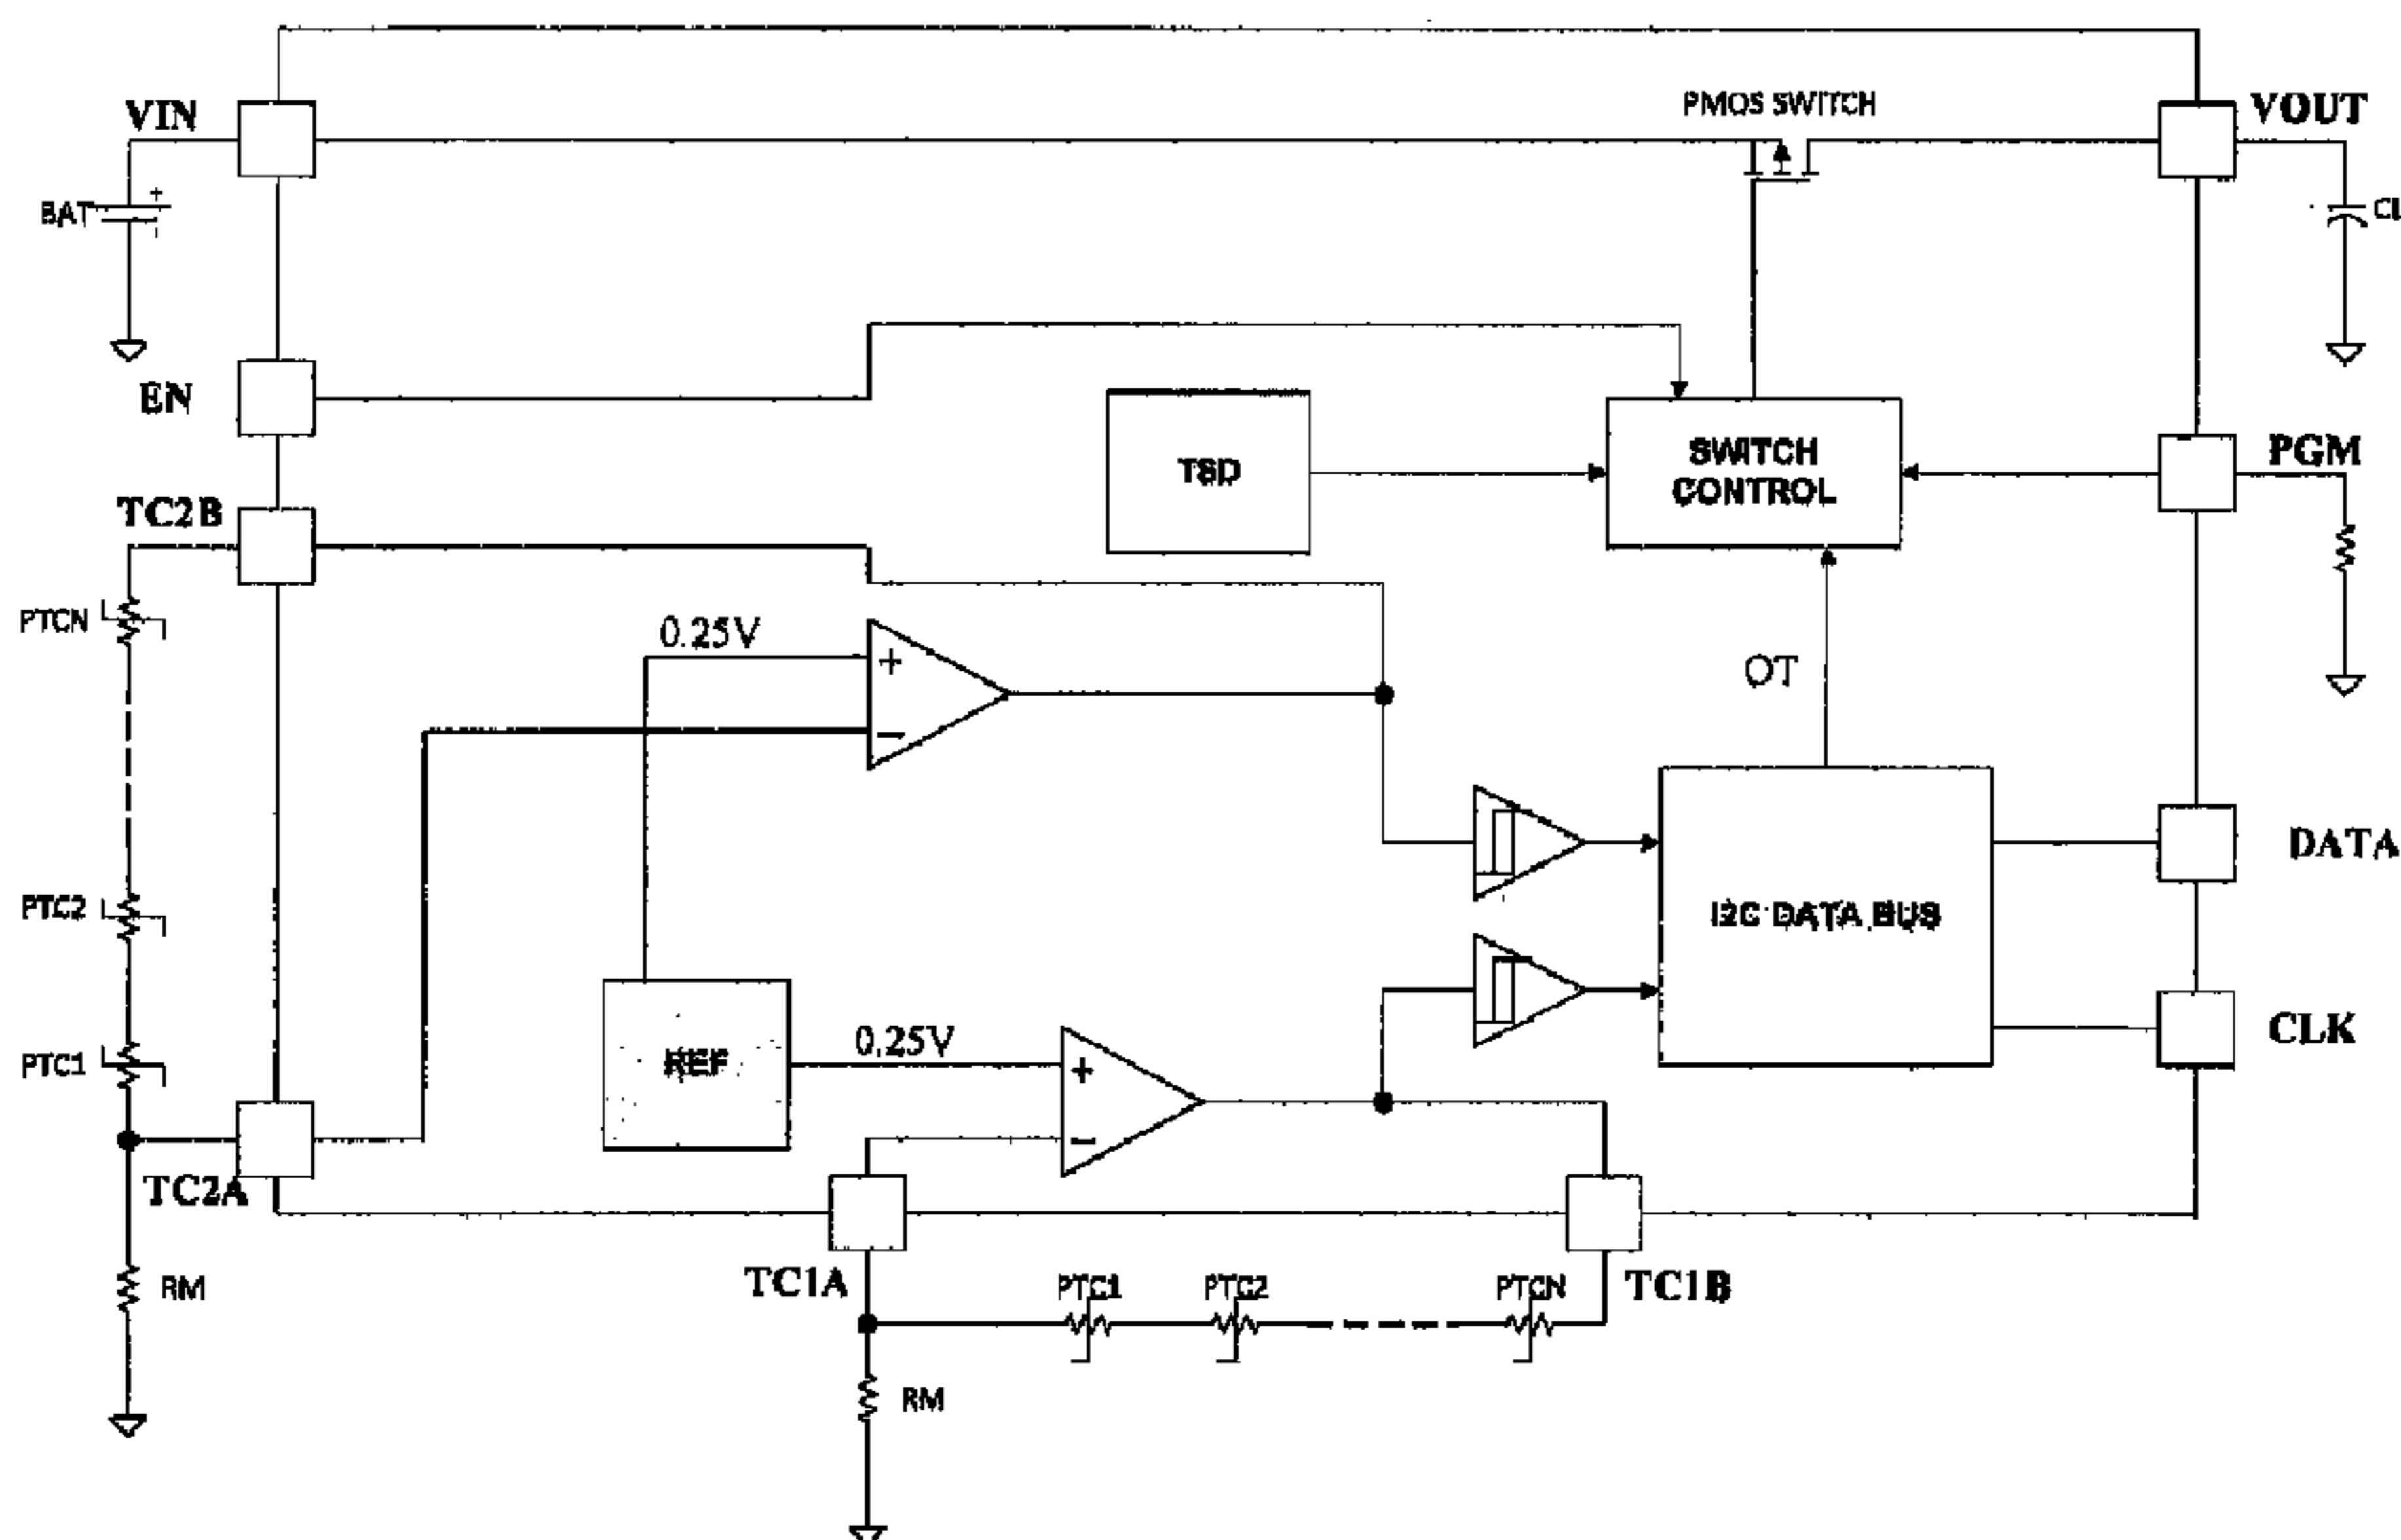 PMOS SWITCH
VIN
VOUT
BAT
+
-
CL
EN
TSD
SWITCH
CONTROL
PGM
TC2B
PTCN
0.25V
+
-
OT
DATA
PTC2
I2C DATA BUS
CLK
PTC1
REF
0.25V
+
-
TC2A
RM
TC1A
PTC1
PTC2
PTCN
TC1B
RM